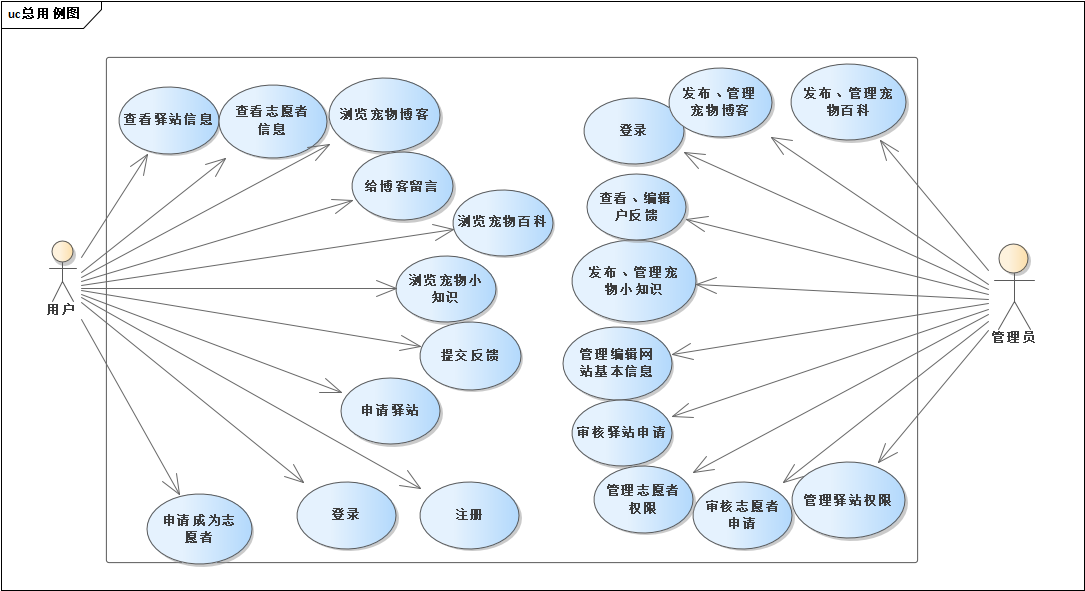 uc总用例图
查看驿站信息
查看志愿者
信息
浏览宠物博客
给博客留言
浏览宠物百科
浏览宠物小
知识
提交反馈
申请驿站
申请成为志
愿者
登录
注册
用户
登录
发布、管理
宠物博客
发布、管理宠
物百科
查看、编辑
户反馈
发布、管理宠
物小知识
管理编辑网
站基本信息
审核驿站申请
管理志愿者
权限
审核志愿者
申请
管理驿站权限
管理员